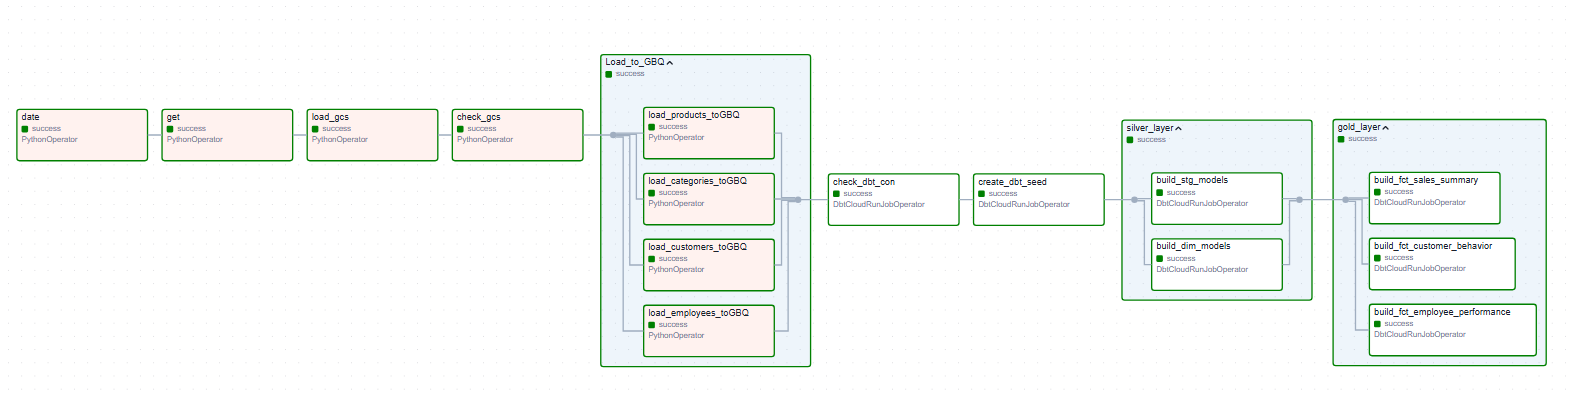 date
success
PythonOperator
get
success
PythonOperator
load_gcs
success
PythonOperator
check_gcs
success
PythonOperator
Load_to_GBQ
success
load_products_toGBQ
success
PythonOperator
load_categories_toGBQ
success
PythonOperator
load_customers_toGBQ
success
PythonOperator
load_employees_toGBQ
success
PythonOperator
check_dbt_con
success
DbtCloudRunJobOperator
create_dbt_seed
success
DbtCloudRunJobOperator
silver_layer
success
build_stg_models
success
DbtCloudRunJobOperator
build_dim_models
success
DbtCloudRunJobOperator
gold_layer
success
build_fct_sales_summary
success
DbtCloudRunJobOperator
build_fct_customer_behavior
success
DbtCloudRunJobOperator
build_fct_employee_performance
success
DbtCloudRunJobOperator